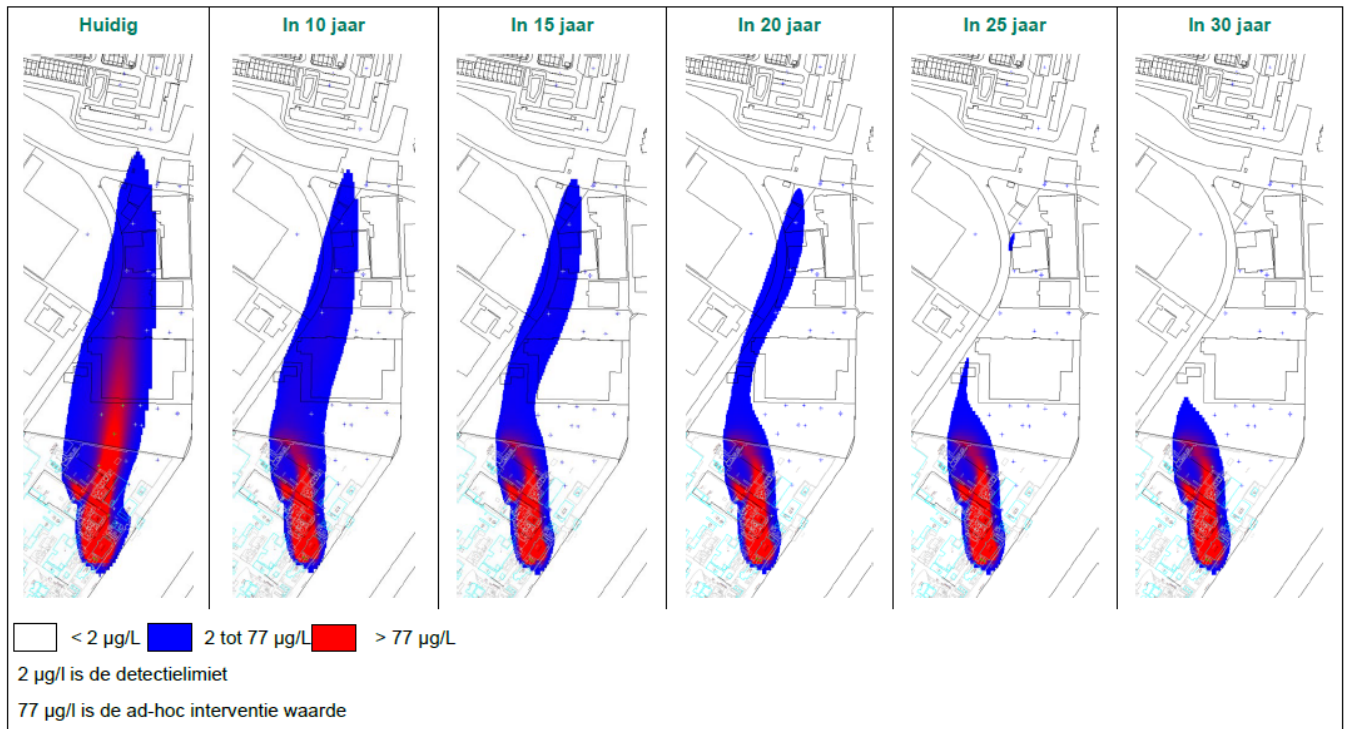 Huidig
In 10 jaar
In 15 jaar
In 20 jaar
In 25 jaar
In 30 jaar
< 2 µg/L 2 tot 77 µg/L > 77 µg/L
2 µg/l is de detectielimiet
77 µg/l is de ad-hoc interventie waarde